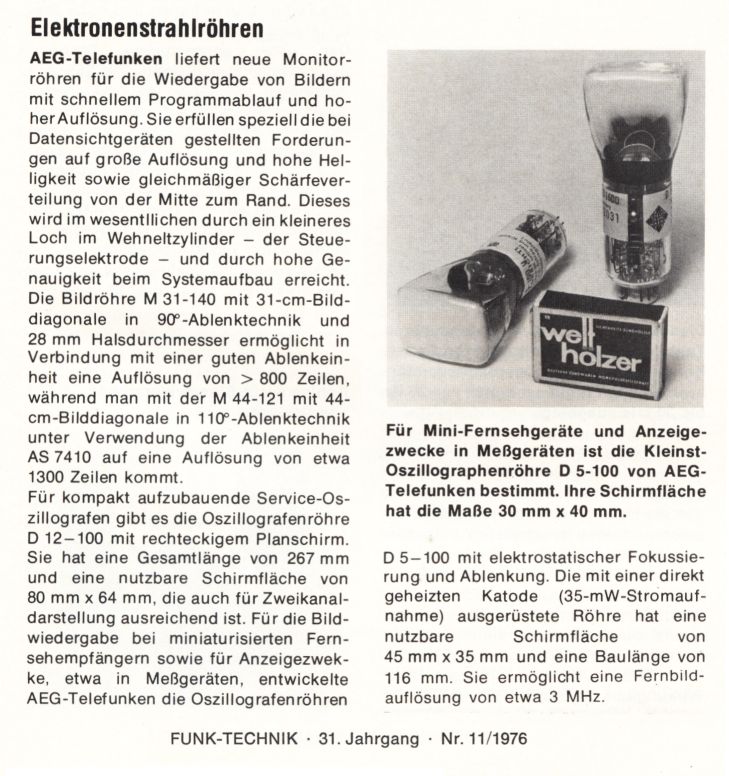 Elektronenstrahlröhren
AEG-Telefunken liefert neue Monitor-
röhren für die Wiedergabe von Bildern
mit schnellem Programmablauf und ho-
her Auflösung. Sie erfüllen speziell die bei
Datensichtgeräten gestellten Forderun-
gen auf große Auflösung und hohe Hel-
ligkeit sowie gleichmäßiger Schärfever-
teilung von der Mitte zum Rand. Dieses
wird im wesentllichen durch ein kleineres
Loch im Wehneltzylinder – der Steue-
rungselektrode – und durch hohe Ge-
nauigkeit beim Systemaufbau erreicht.
Die Bildröhre M 31-140 mit 31-cm-Bild-
diagonale in 90°-Ablenktechnik und
28 mm Halsdurchmesser ermöglicht in
Verbindung mit einer guten Ablenkein-
heit eine Auflösung von > 800 Zeilen,
während man mit der M 44-121 mit 44-
cm-Bilddiagonale in 110°-Ablenktechnik
unter Verwendung der Ablenkeinheit
AS 7410 auf eine Auflösung von etwa
1300 Zeilen kommt.
Für kompakt aufzubauende Service-Os-
zillografen gibt es die Oszillografenröhre
D 12–100 mit rechteckigem Planschirm.
Sie hat eine Gesamtlänge von 267 mm
und eine nutzbare Schirmfläche von
80 mm x 64 mm, die auch für Zweikanal-
darstellung ausreichend ist. Für die Bild-
wiedergabe bei miniaturisierten Fern-
sehempfängern sowie für Anzeigezwek-
ke, etwa in Meßgeräten, entwickelte
AEG-Telefunken die Oszillografenröhren
031
welt
hölzer
Für Mini-Fernsehgeräte und Anzeige-
zwecke in Meßgeräten ist die Kleinst-
Oszillographenröhre D 5-100 von AEG-
Telefunken bestimmt. Ihre Schirmfläche
hat die Maße 30 mm x 40 mm.
D 5–100 mit elektrostatischer Fokussie-
rung und Ablenkung. Die mit einer direkt
geheizten Katode (35-mW-Stromauf-
nahme) ausgerüstete Röhre hat eine
nutzbare Schirmfläche von
45 mm x 35 mm und eine Baulänge von
116 mm. Sie ermöglicht eine Fernbild-
auflösung von etwa 3 MHz.
FUNK-TECHNIK · 31. Jahrgang · Nr. 11/1976